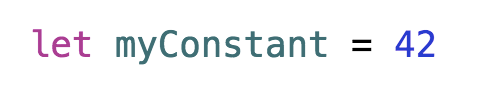 let myConstant = 42